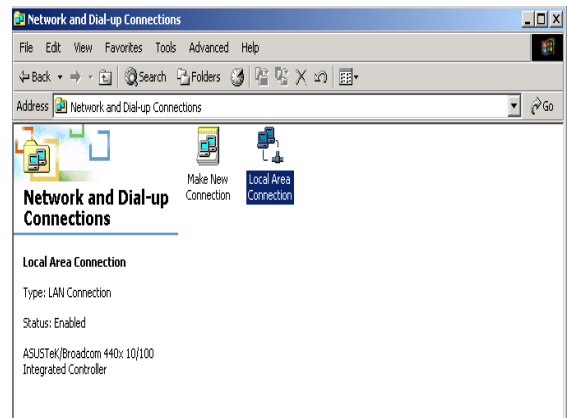 Network and Dial-up Connections
File Edit View Favorites Tools Advanced Help
Back Search Folders
Address Network and Dial-up Connections Go
Make New Connection
Local Area Connection
Network and Dial-up
Connections
Local Area Connection
Type: LAN Connection
Status: Enabled
ASUSTeK/Broadcom 440x 10/100
Integrated Controller